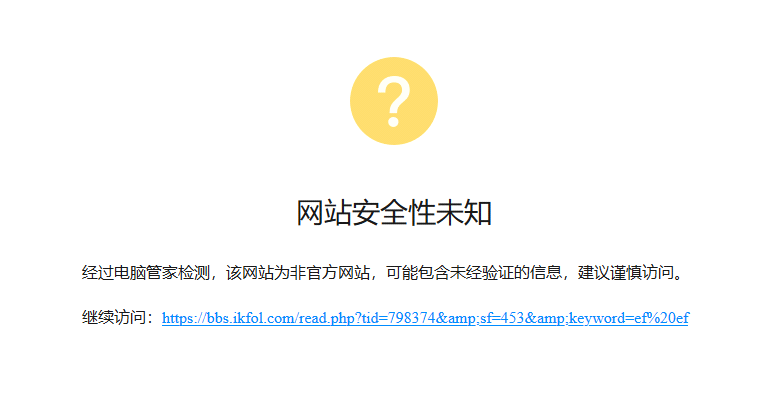 ?
网站安全性未知
经过电脑管家检测，该网站为非官方网站，可能包含未经验证的信息，建议谨慎访问。
继续访问：https://bbs.ikfol.com/read.php?tid=798374&amp;sf=453&amp;keyword=ef%20ef